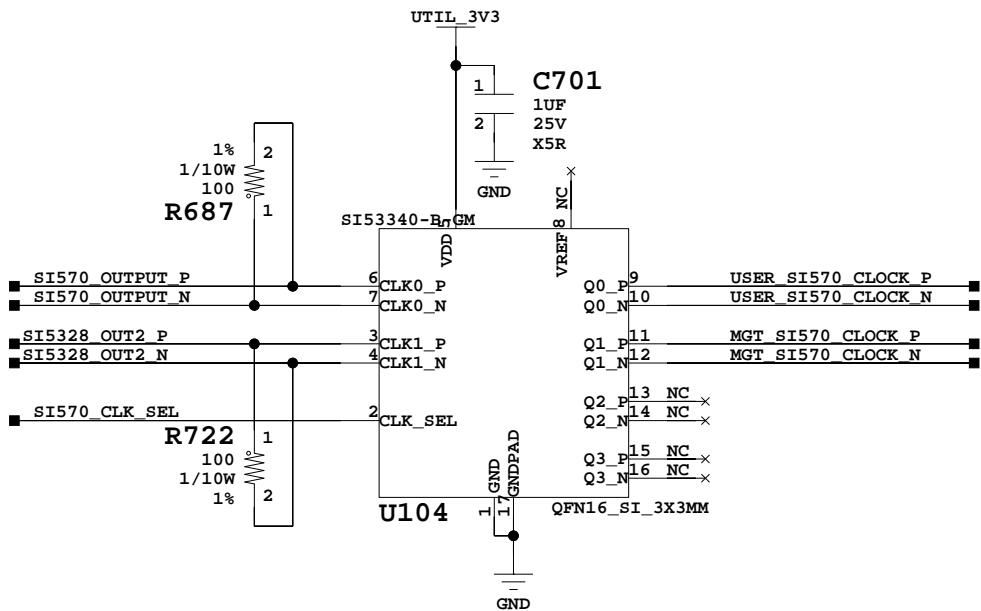 UTIL_3V3
1
C701
1UF
25V
2
X5R
GND
1%
2
1/10W
100
R687
1
SI53340-B-GM
VDD
5
VREF
8
NC
SI570_OUTPUT_P
6
CLK0_P
SI570_OUTPUT_N
7
CLK0_N
SI5328_OUT2_P
3
CLK1_P
SI5328_OUT2_N
4
CLK1_N
SI570_CLK_SEL
2
CLK_SEL
Q0_P
9
USER_SI570_CLOCK_P
Q0_N
10
USER_SI570_CLOCK_N
Q1_P
11
MGT_SI570_CLOCK_P
Q1_N
12
MGT_SI570_CLOCK_N
Q2_P
13
NC
Q2_N
14
NC
Q3_P
15
NC
Q3_N
16
NC
R722
1
100
1/10W
1%
2
GND
GNDPAD
1
17
U104
QFN16_SI_3X3MM
GND